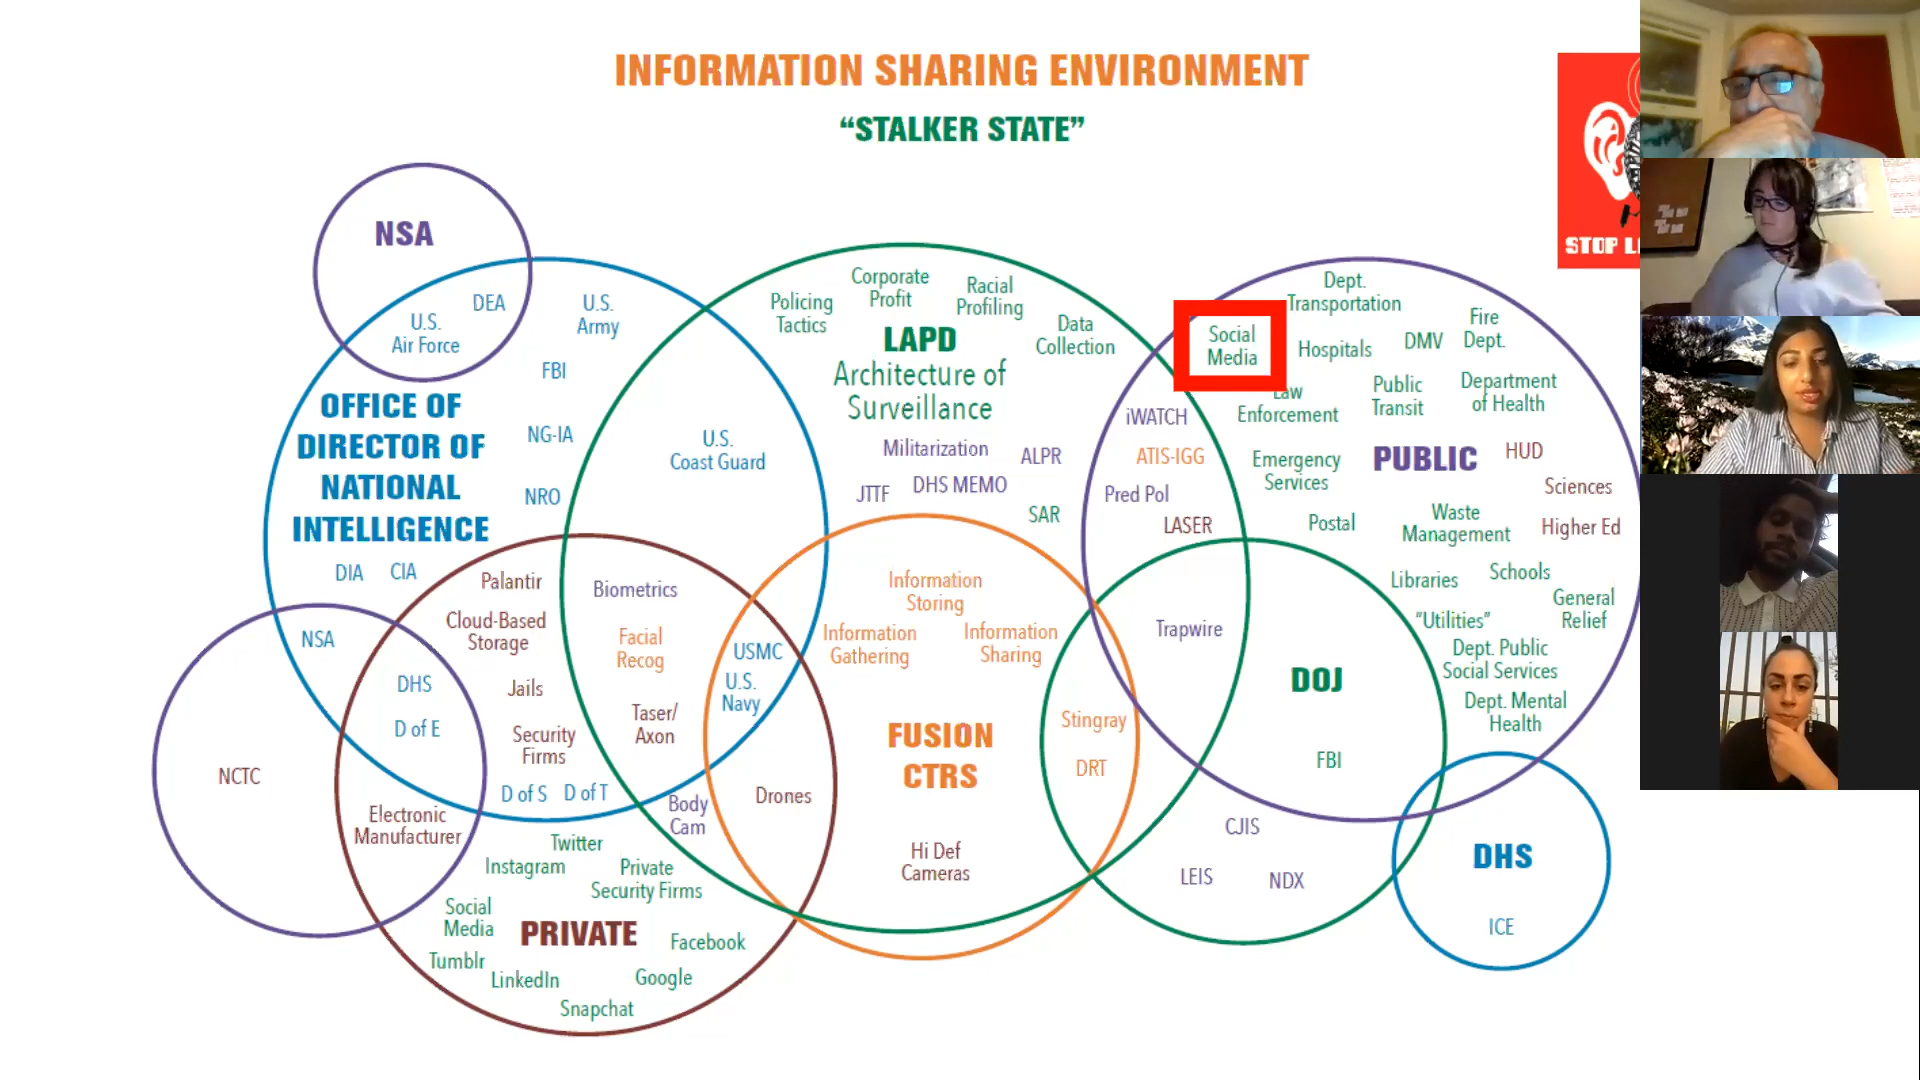 INFORMATION SHARING ENVIRONMENT
“STALKER STATE”
STOP L
NSA
DEA
U.S.
Air Force
U.S.
Army
FBI
OFFICE OF
DIRECTOR OF
NATIONAL
INTELLIGENCE
NG-IA
NRO
DIA
CIA
U.S.
Coast Guard
Policing
Tactics
Corporate
Profit
Racial
Profiling
Data
Collection
LAPD
Architecture of
Surveillance
Militarization
ALPR
JTTF
DHS MEMO
SAR
Social
Media
Dept.
Transportation
Hospitals
DMV
Fire
Dept.
Law
Enforcement
Public
Transit
Department
of Health
iWATCH
ATIS-IGG
Pred Pol
LASER
Emergency
Services
PUBLIC
HUD
Sciences
Postal
Waste
Management
Higher Ed
Libraries
Schools
General
Relief
“Utilities”
Dept. Public
Social Services
Dept. Mental
Health
NSA
DHS
D of E
NCTC
Electronic
Manufacturer
Palantir
Cloud-Based
Storage
Jails
Security
Firms
D of S
D of T
Biometrics
Facial
Recog
Taser/
Axon
USMC
U.S.
Navy
Body
Cam
Drones
Information
Storing
Information
Gathering
Information
Sharing
FUSION
CTRS
Hi Def
Cameras
Stingray
DRT
Trapwire
DOJ
FBI
CJIS
LEIS
NDX
DHS
ICE
Twitter
Instagram
Private
Security Firms
Social
Media
PRIVATE
Facebook
Tumblr
LinkedIn
Google
Snapchat